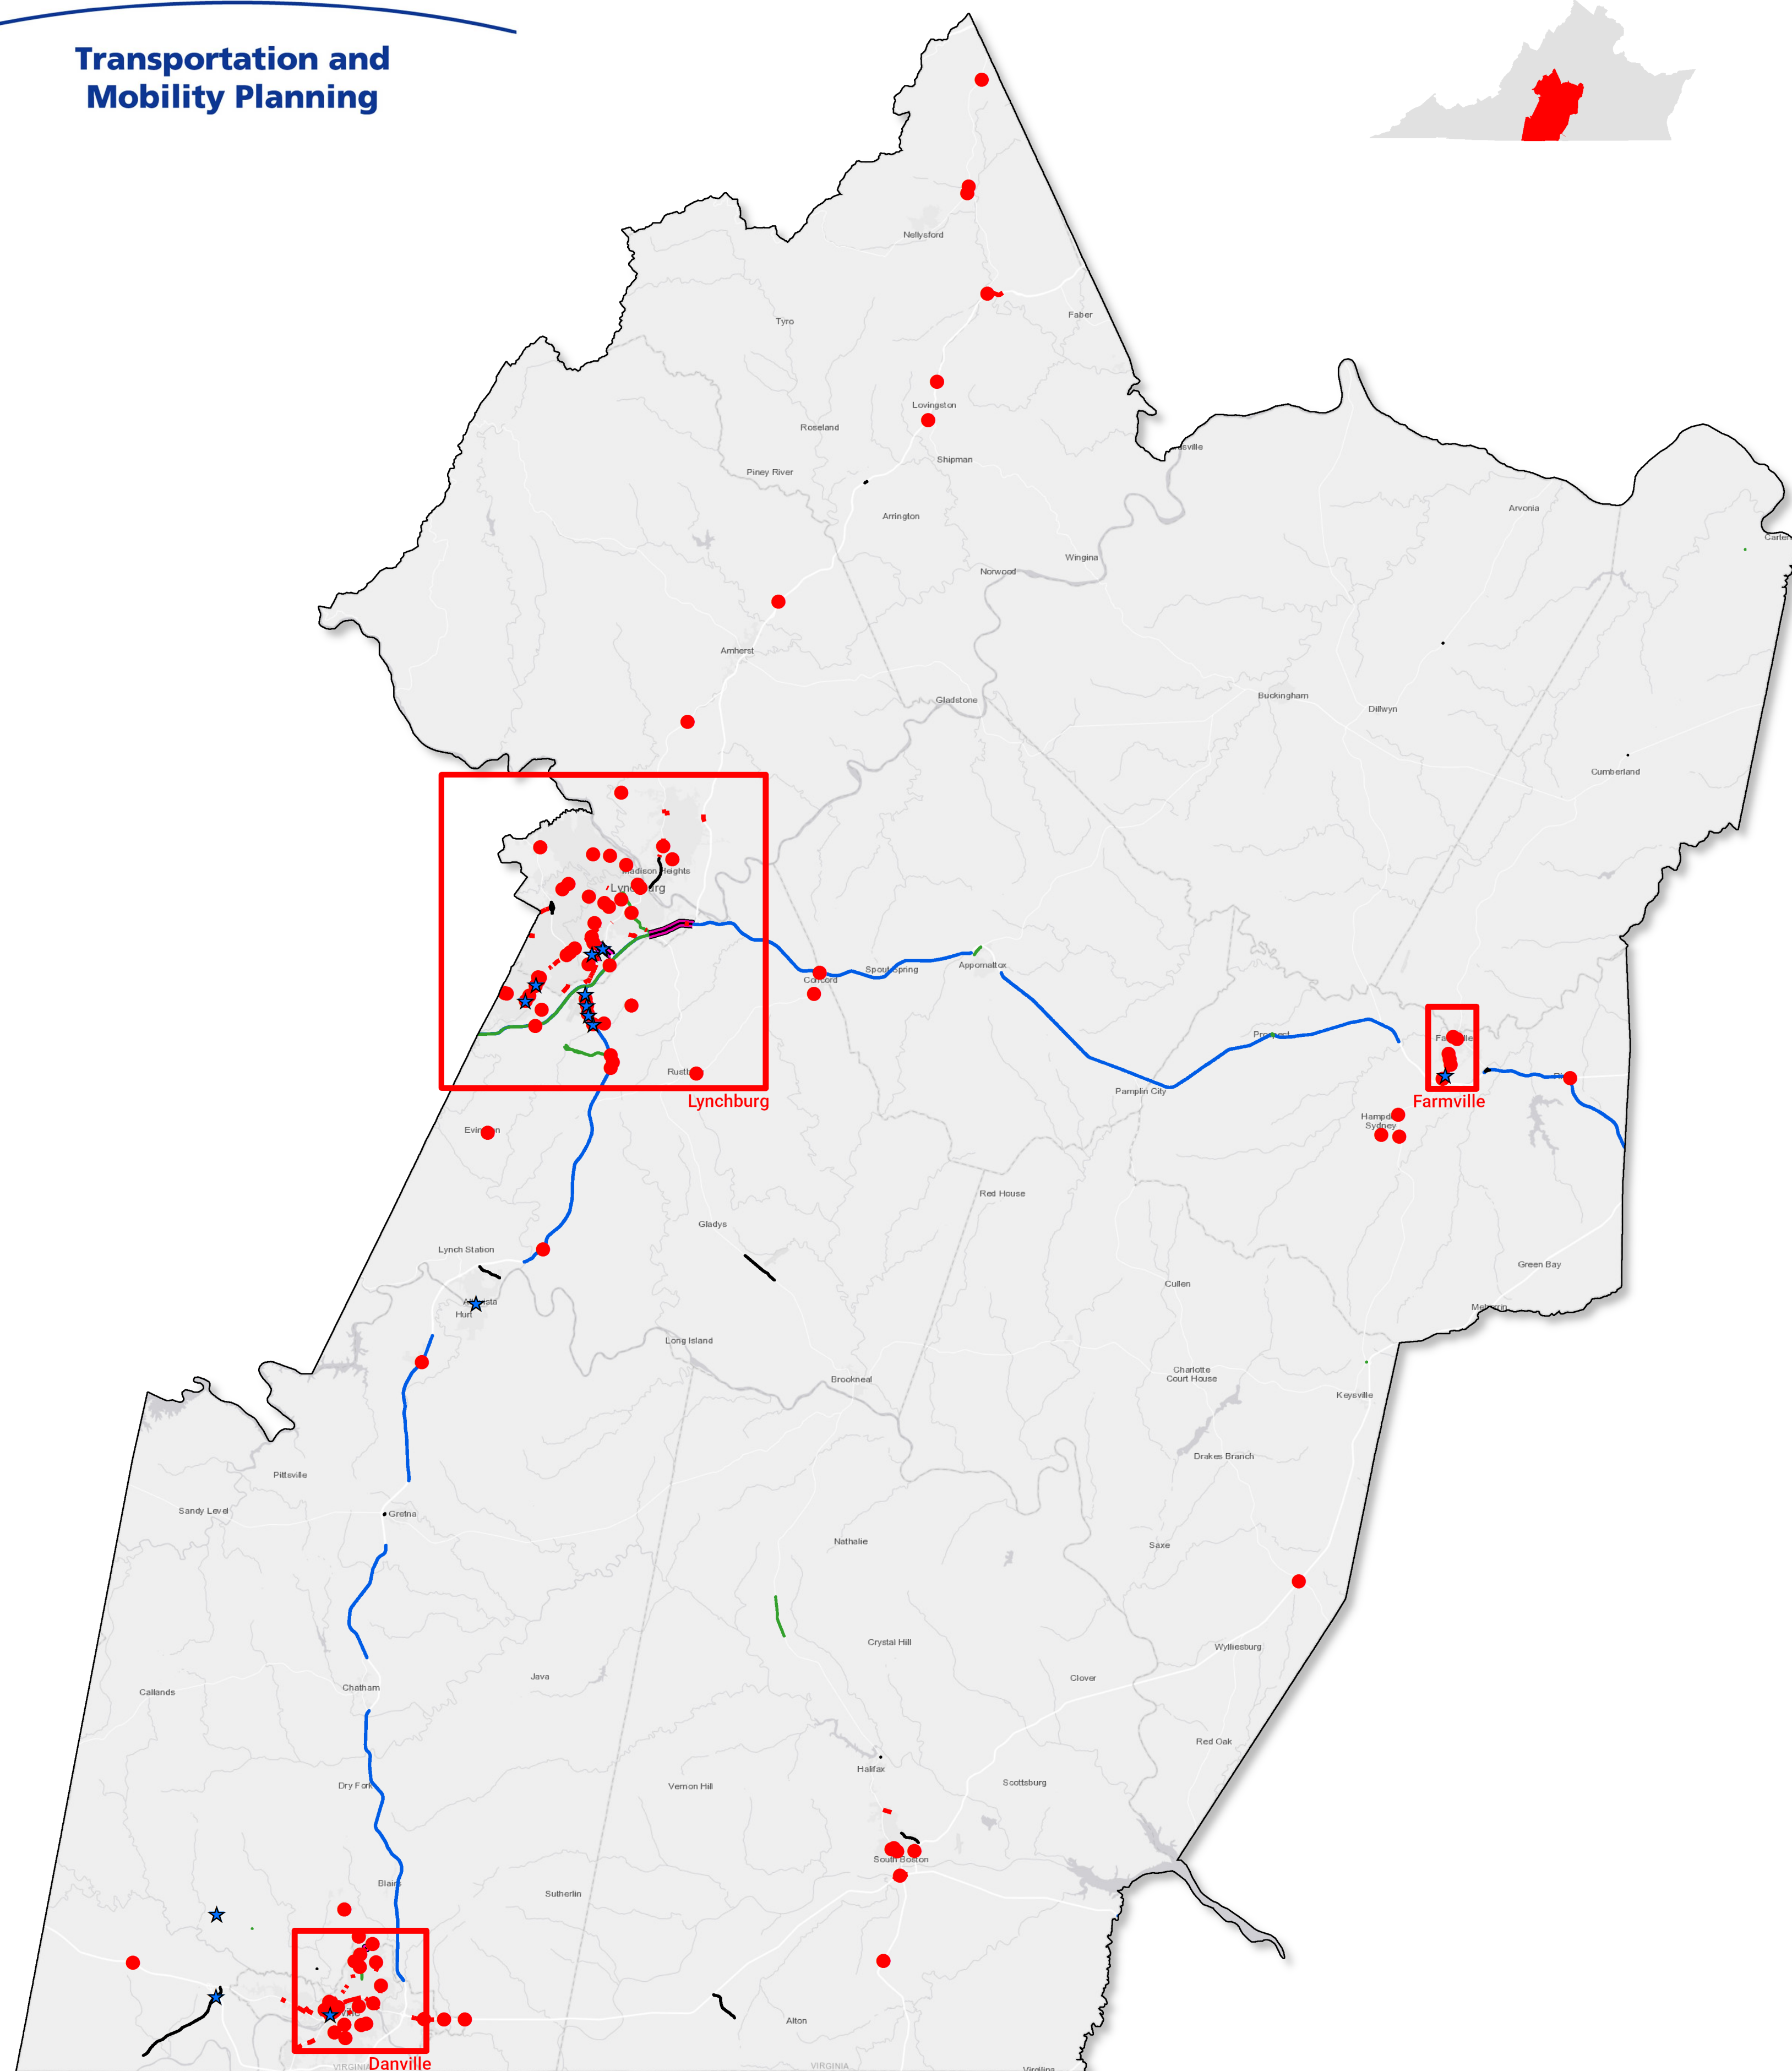 Transportation and
Mobility Planning
Nellysford
Faber
Tyro
Lovingston
Roseland
Shipman
Piney River
Arrington
Arvonia
Wingina
Norwood
Amherst
Gladstone
Buckingham
Dillwyn
Cumberland
Madison Heights
Spout Spring
Appomattox
Prospect
Pamplin City
Lynchburg
Farmville
Sydney
Red House
Gladys
Lynch Station
Green Bay
Cullen
Hurt
Long Island
Charlotte
Court House
Brookneal
Keysville
Drakes Branch
Pittsville
Sandy Level
Gretna
Nathalie
Saxe
Crystal Hill
Wylliesburg
Java
Clover
Chatham
Callands
Red Oak
Halifax
Scottsburg
Dry Fork
Vernon Hill
South Boston
Blairs
Sutherlin
Alton
Danville
VIRGINIA
VIRGINIA